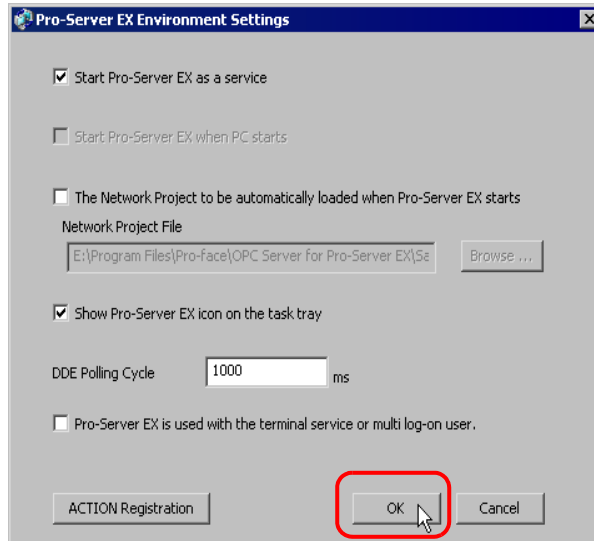 Pro-Server EX Environment Settings
Start Pro-Server EX as a service
Start Pro-Server EX when PC starts
The Network Project to be automatically loaded when Pro-Server EX starts
Network Project File
E:\Program Files\Pro-face\OPC Server for Pro-Server EX\Sa
Browse ...
Show Pro-Server EX icon on the task tray
DDE Polling Cycle 1000 ms
Pro-Server EX is used with the terminal service or multi log-on user.
ACTION Registration OK Cancel